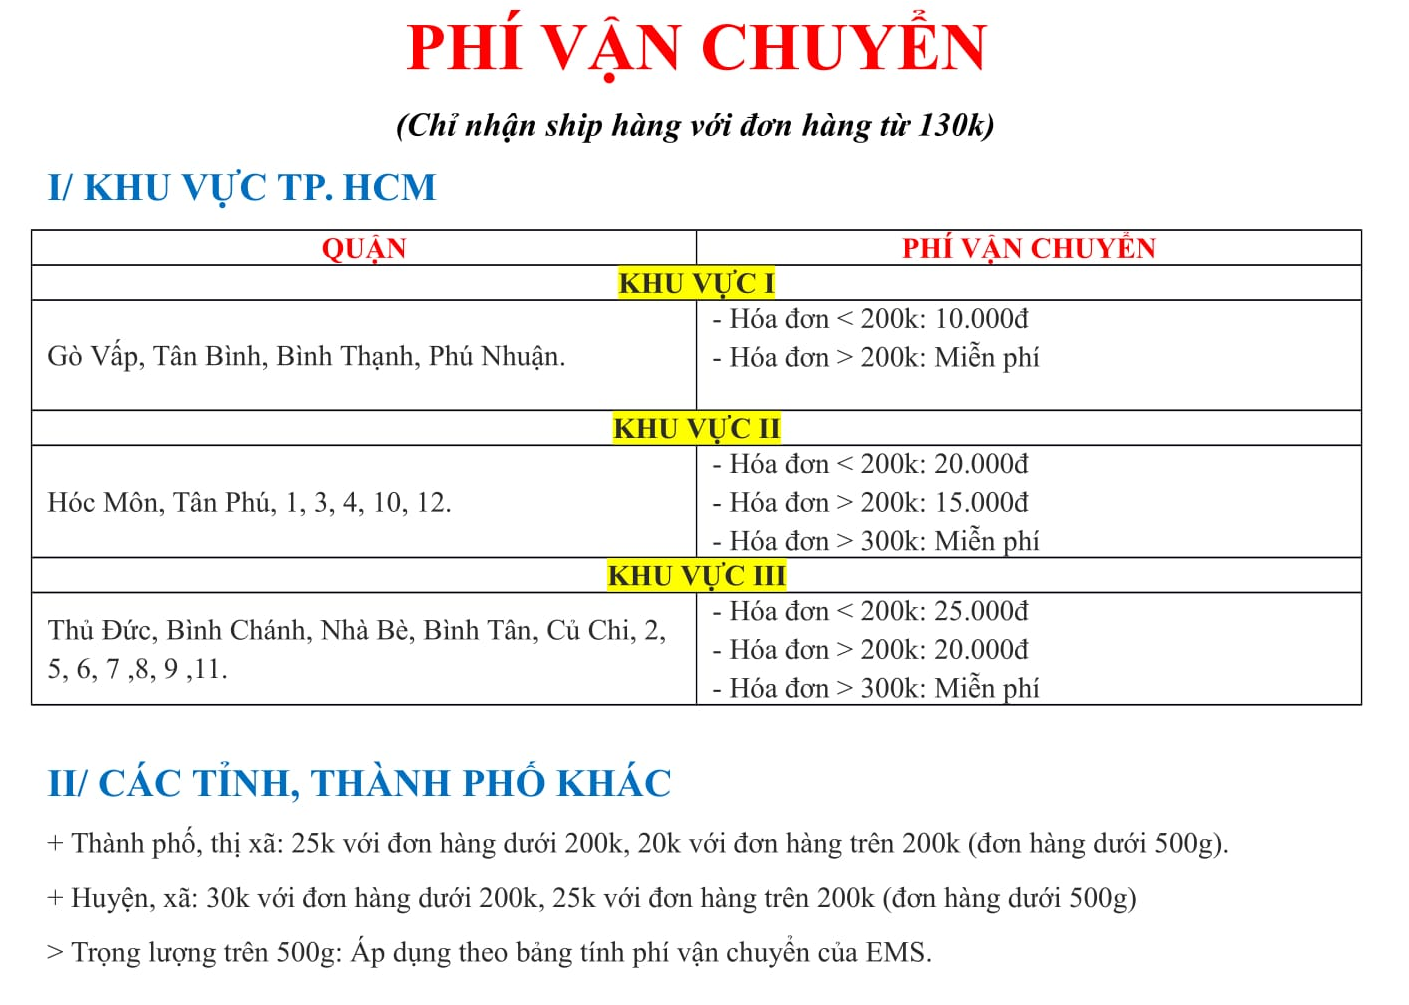 PHÍ VẬN CHUYỂN
(Chỉ nhận ship hàng với đơn hàng từ 130k)
I/ KHU VỰC TP. HCM
QUẬN
PHÍ VẬN CHUYỂN
KHU VỰC I
Gò Vấp, Tân Bình, Bình Thạnh, Phú Nhuận.
- Hóa đơn < 200k: 10.000đ
- Hóa đơn > 200k: Miễn phí
KHU VỰC II
Hóc Môn, Tân Phú, 1, 3, 4, 10, 12.
- Hóa đơn < 200k: 20.000đ
- Hóa đơn > 200k: 15.000đ
- Hóa đơn > 300k: Miễn phí
KHU VỰC III
Thủ Đức, Bình Chánh, Nhà Bè, Bình Tân, Củ Chi, 2,
5, 6, 7 ,8, 9 ,11.
- Hóa đơn < 200k: 25.000đ
- Hóa đơn > 200k: 20.000đ
- Hóa đơn > 300k: Miễn phí
II/ CÁC TỈNH, THÀNH PHỐ KHÁC
+ Thành phố, thị xã: 25k với đơn hàng dưới 200k, 20k với đơn hàng trên 200k (đơn hàng dưới 500g).
+ Huyện, xã: 30k với đơn hàng dưới 200k, 25k với đơn hàng trên 200k (đơn hàng dưới 500g)
> Trọng lượng trên 500g: Áp dụng theo bảng tính phí vận chuyển của EMS.